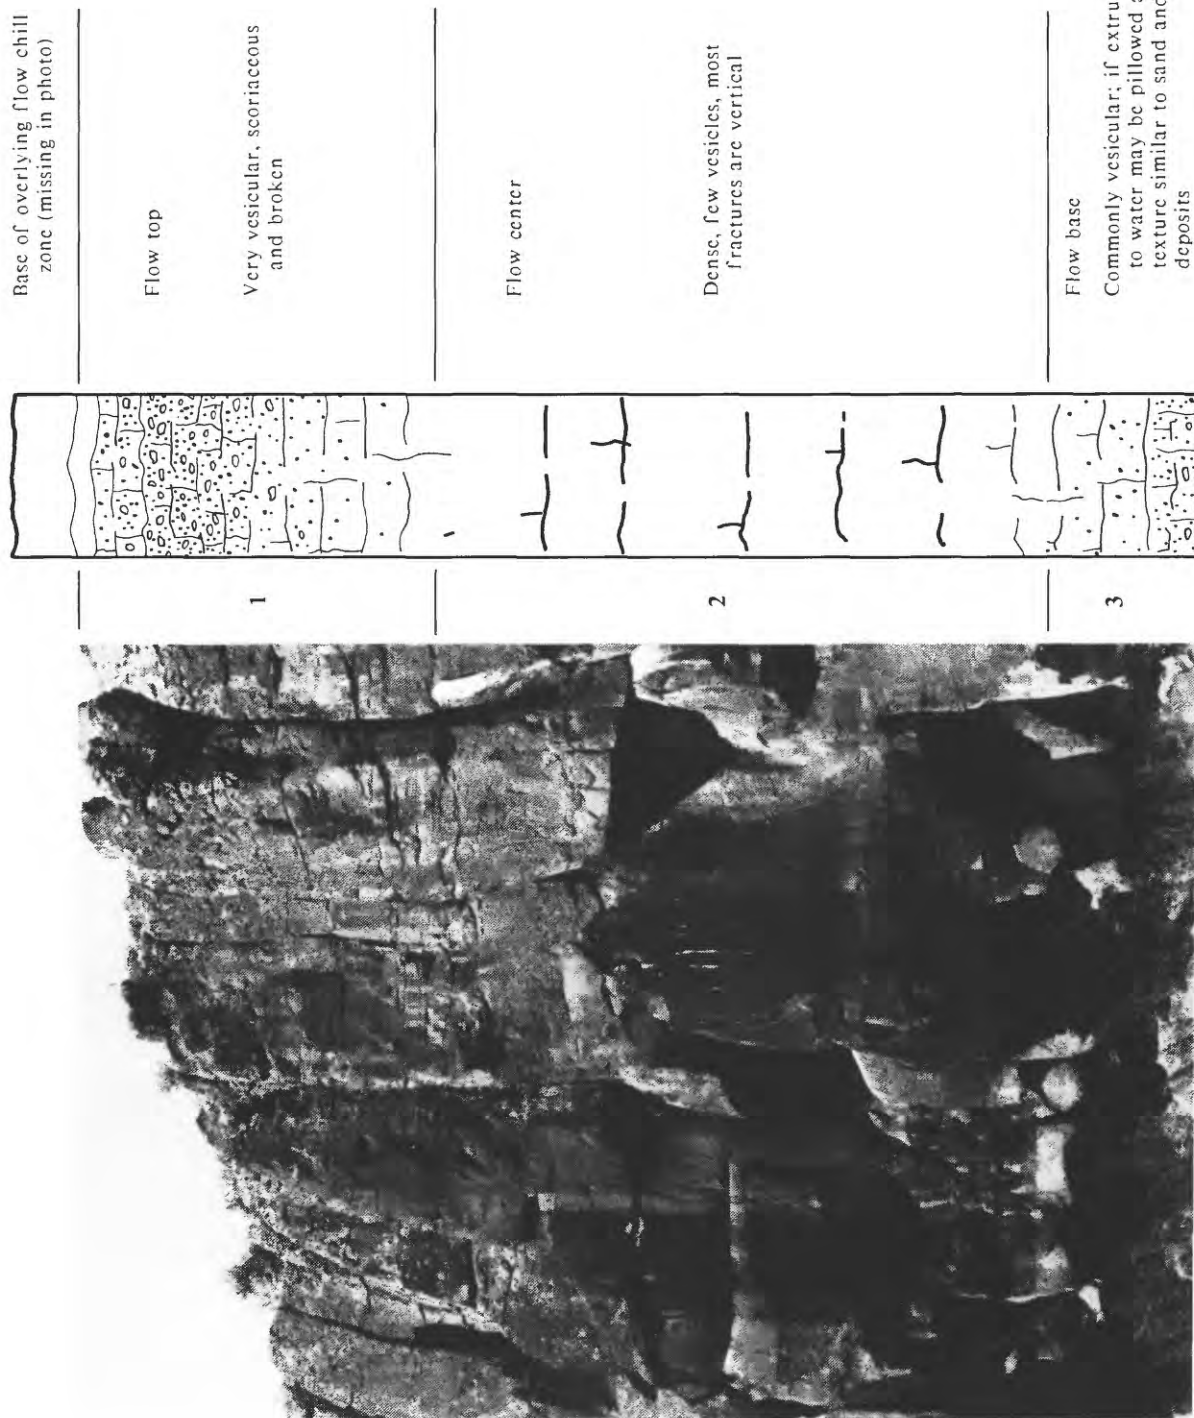 Base of overlying flow chill
zone (missing in photo)
Flow top
Very vesicular, scoriaceous
and broken
Flow center
Dense, few vesicles, most
fractures are vertical
Flow base
Commonly vesicular; if
to water may be pillowed
texture similar to sand and
deposits
1
2
3